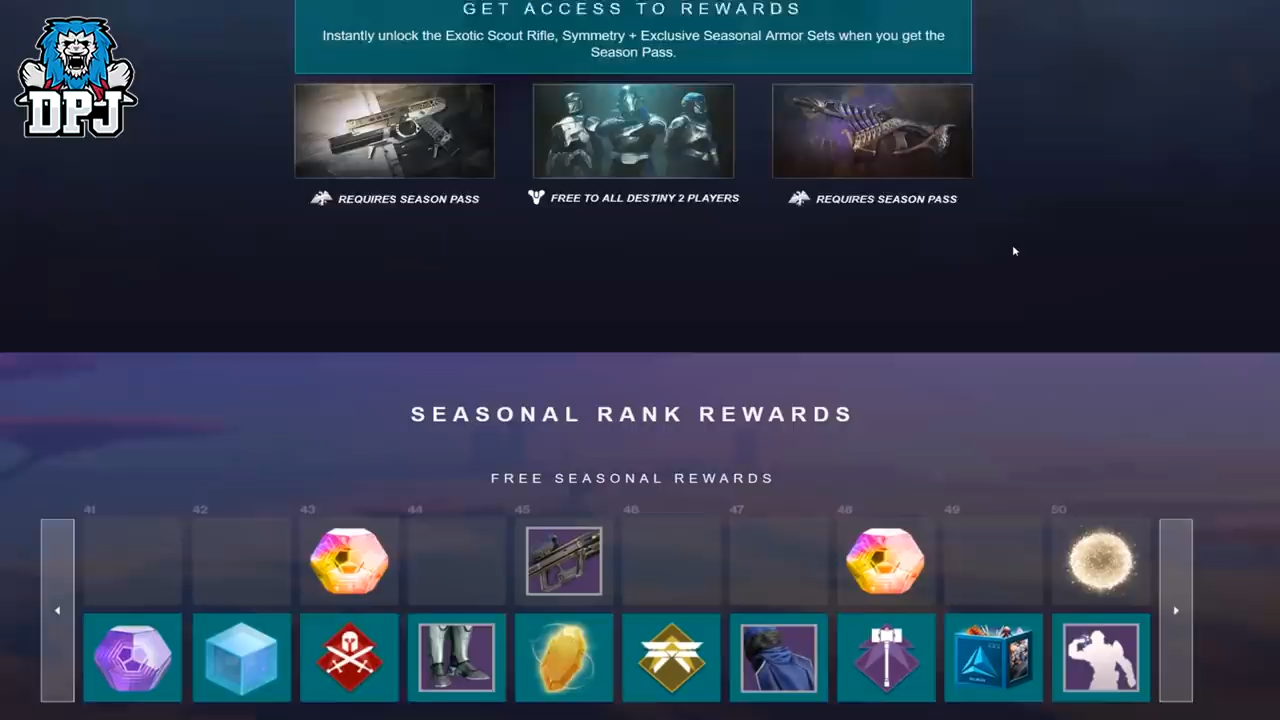 GET ACCESS TO REWARDS
Instantly unlock the Exotic Scout Rifle, Symmetry + Exclusive Seasonal Armor Sets when you get the
Season Pass.
DPJ
REQUIRES SEASON PASS
FREE TO ALL DESTINY 2 PLAYERS
REQUIRES SEASON PASS
SEASONAL RANK REWARDS
FREE SEASONAL REWARDS
41 42 43 44 45 46 47 48 49 50